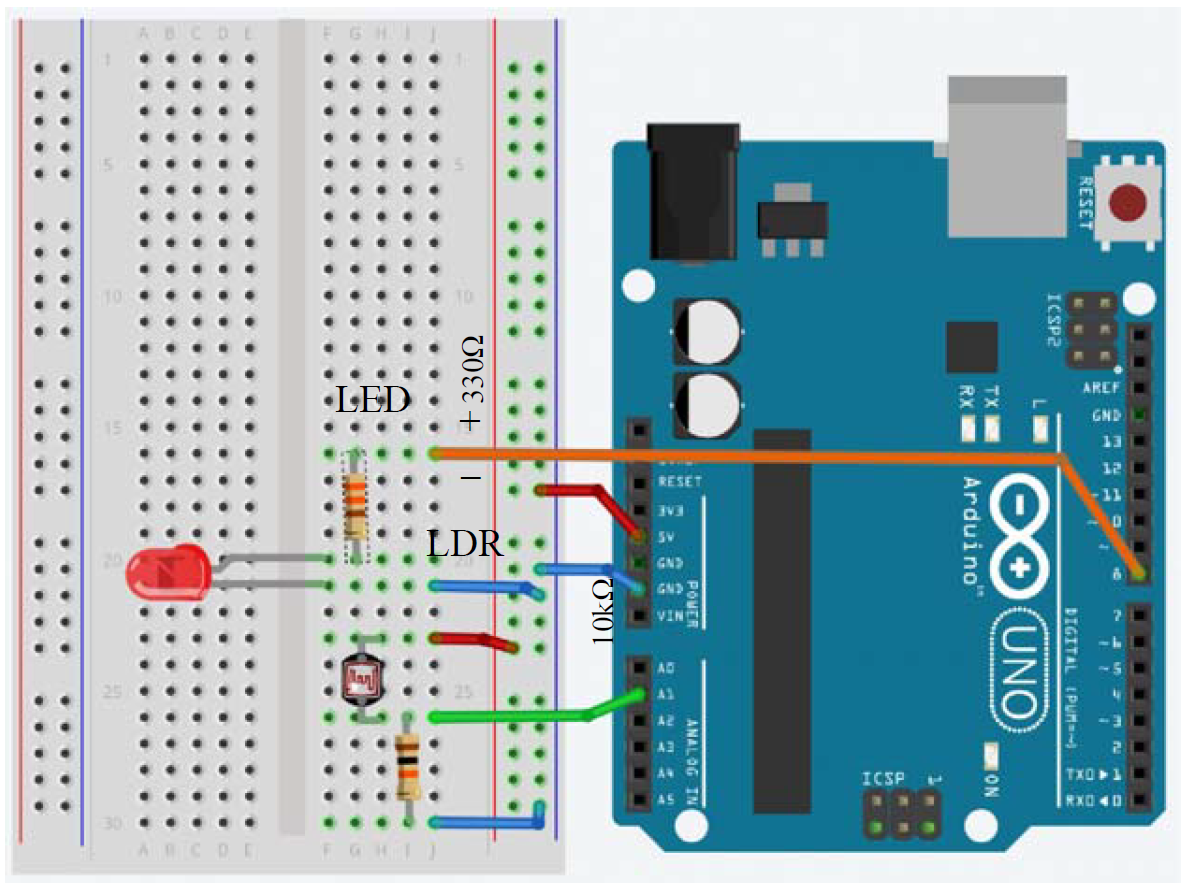 A B C D E F G H I J
1 1
5 5
10 10
15 15
20 20
25 25
30 30
A B C D E F G H I J
LED
+ 330Ω
−
LDR
10kΩ
RESET
ICSP2
AREF
GND
13
12
~11
RX
TX
L
RESET
3V3
5V
GND
GND
VIN
POWER
Arduino
UNO
8
7
~6
~5
4
~3
2
TX0▶1
RX0◀0
DIGITAL (PWM=~)
A0
A1
A2
A3
A4
A5
ANALOG IN
ICSP
1
ON